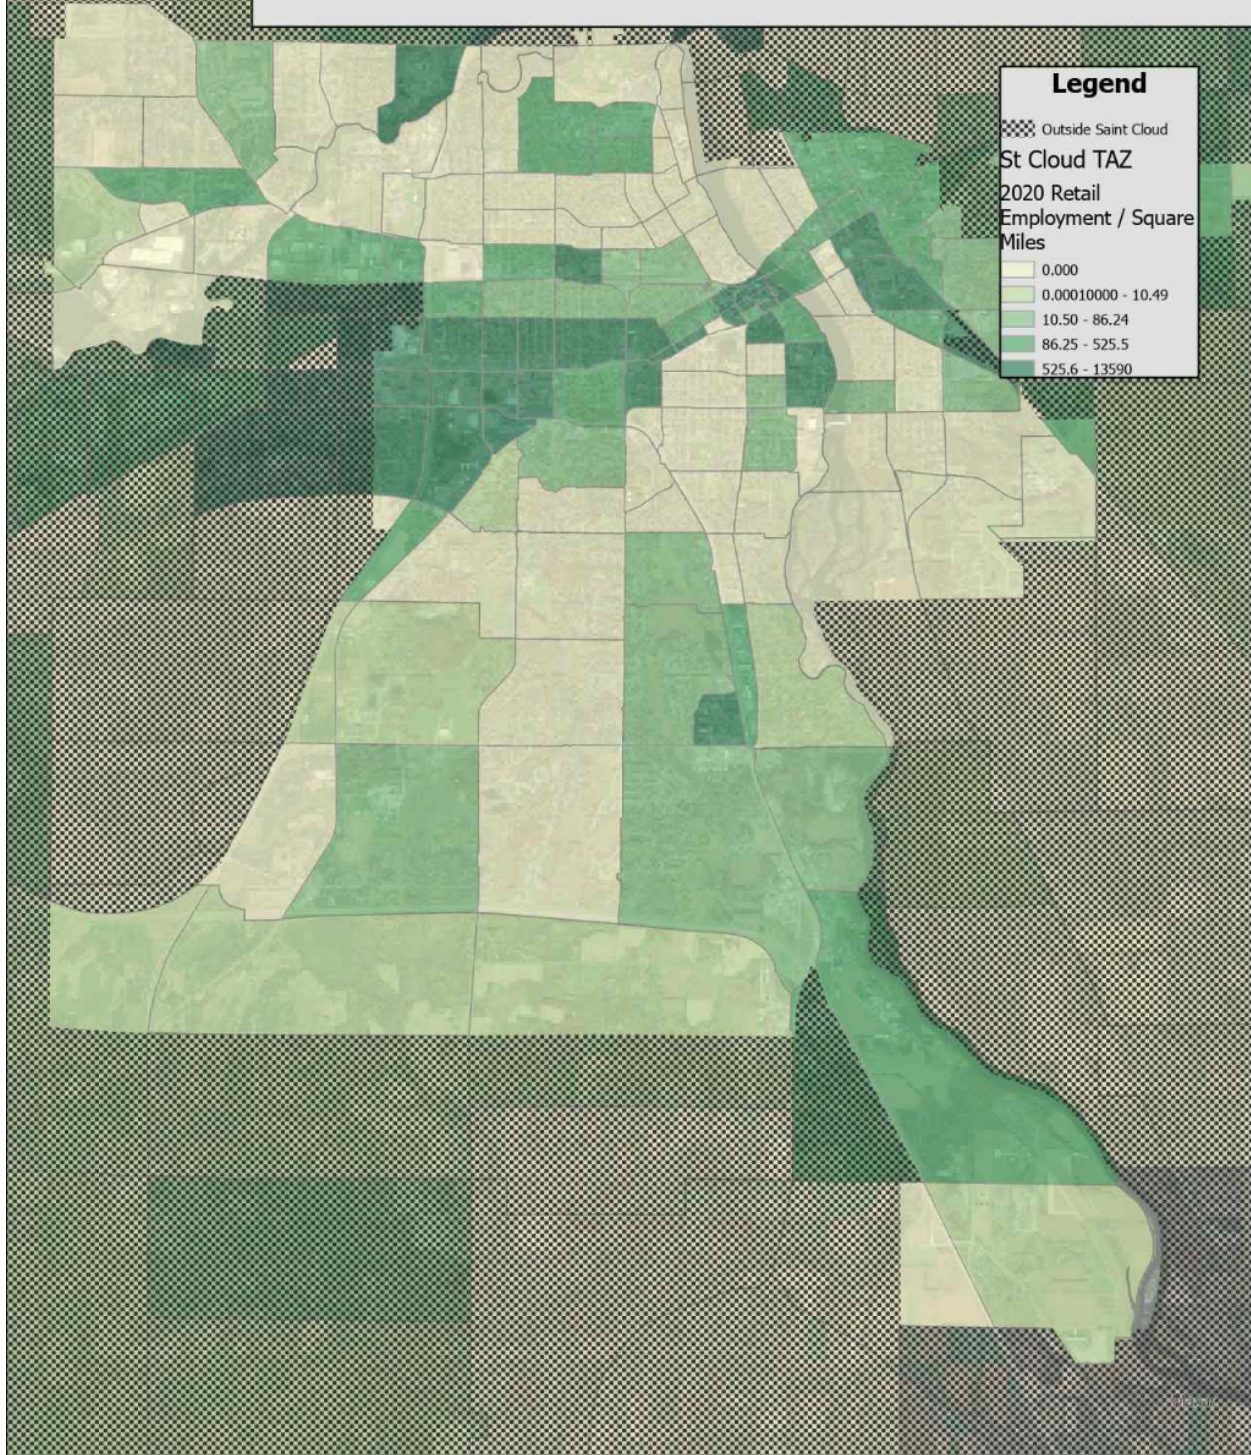 Legend
Outside Saint Cloud
St Cloud TAZ
2020 Retail
Employment / Square
Miles
0.000
0.00010000 - 10.49
10.50 - 86.24
86.25 - 525.5
525.6 - 13590